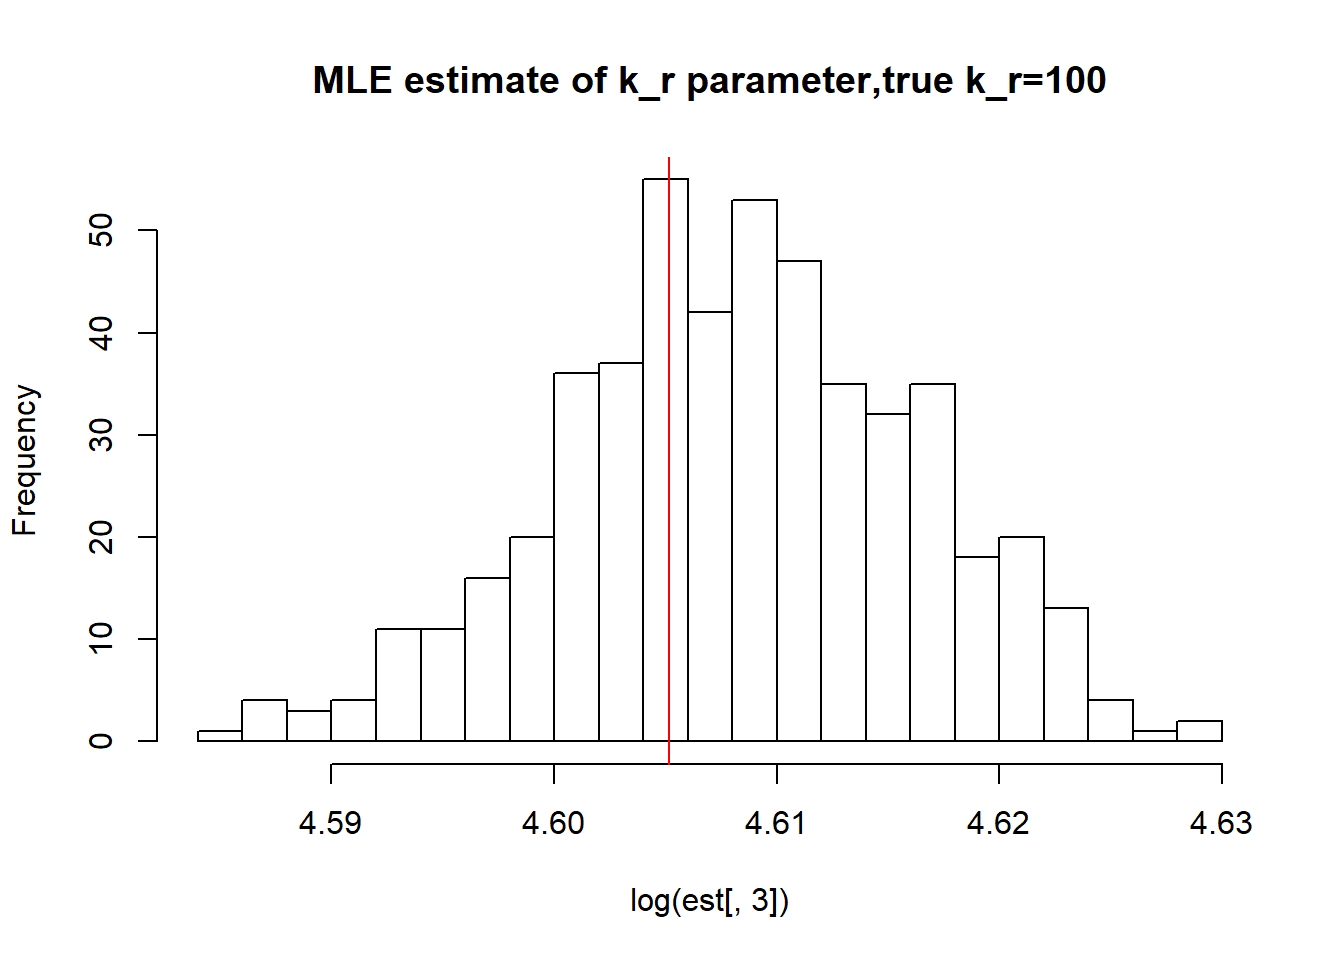 MLE estimate of k_r parameter,true k_r=100
Frequency
50
40
30
20
10
0
4.59 4.60 4.61 4.62 4.63
log(est[, 3])